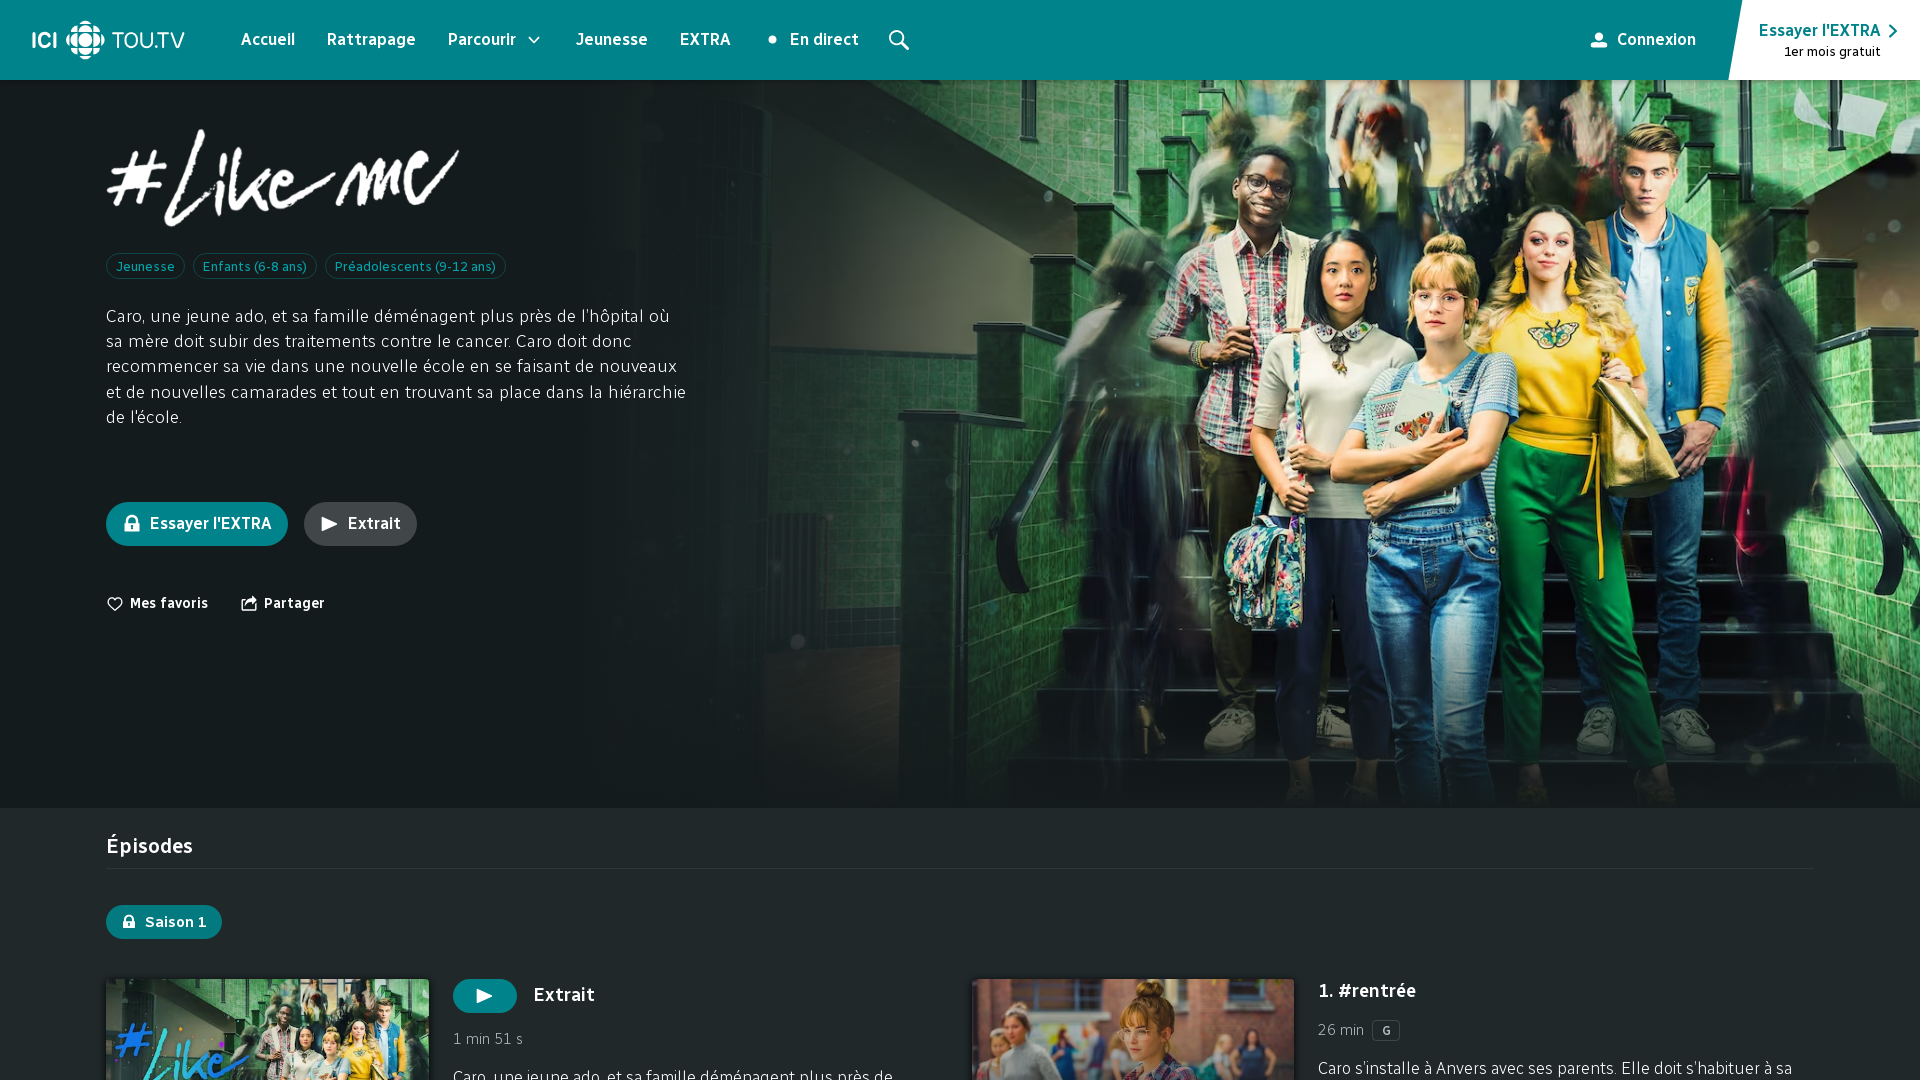 ICI TOU.TV
Accueil
Rattrapage
Parcourir
Jeunesse
EXTRA
En direct
Connexion
Essayer l'EXTRA
1er mois gratuit
#Like me
Jeunesse
Enfants (6-8 ans)
Préadolescents (9-12 ans)
Caro, une jeune ado, et sa famille déménagent plus près de l’hôpital où
sa mère doit subir des traitements contre le cancer. Caro doit donc
recommencer sa vie dans une nouvelle école en se faisant de nouveaux
et de nouvelles camarades et tout en trouvant sa place dans la hiérarchie
de l'école.
Essayer l'EXTRA
Extrait
Mes favoris
Partager
Épisodes
Saison 1
#Like
Extrait
1 min 51 s
Caro, une jeune ado, et sa famille déménagent plus près de
1. #rentrée
26 min G
Caro s’installe à Anvers avec ses parents. Elle doit s’habituer à sa